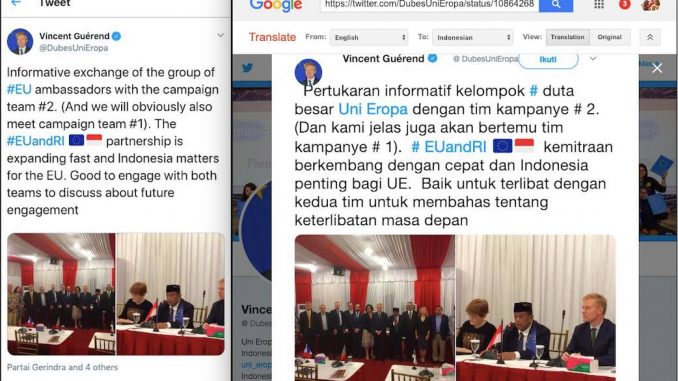 Tweet
Vincent Guérend
@DubesUniEropa
Informative exchange of the group of
#EU ambassadors with the campaign
team #2. (And we will obviously also
meet campaign team #1). The
#EUandRI partnership is
expanding fast and Indonesia matters
for the EU. Good to engage with both
teams to discuss about future
engagement
Partai Gerindra and 4 others
Google
https://twitter.com/DubesUniEropa/status/10864268
3
Translate
From:
English
To:
Indonesian
View:
Translation
Original
Vincent Guérend
@ DubesUniEropa
Ikuti
Pertukaran informatif kelompok # duta
besar Uni Eropa dengan tim kampanye # 2.
(Dan kami jelas juga akan bertemu tim
kampanye # 1). # EUandRI kemitraan
berkembang dengan cepat dan Indonesia
penting bagi UE. Baik untuk terlibat dengan
kedua tim untuk membahas tentang
keterlibatan masa depan
Vincent
@ DubesUni
Uni Erop
Indonesia
uni_erop
Indonesia